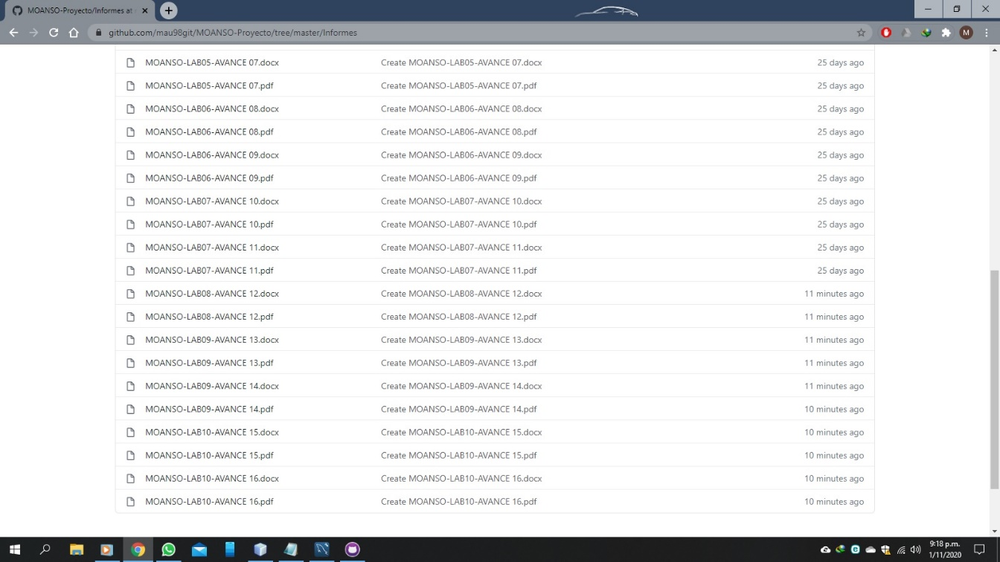 MOANSO-Proyecto/Informes at
github.com/mau98git/MOANSO-Proyecto/tree/master/Informes
M
MOANSO-LAB05-AVANCE 07.docx Create MOANSO-LAB05-AVANCE 07.docx 25 days ago
MOANSO-LAB05-AVANCE 07.pdf Create MOANSO-LAB05-AVANCE 07.pdf 25 days ago
MOANSO-LAB06-AVANCE 08.docx Create MOANSO-LAB06-AVANCE 08.docx 25 days ago
MOANSO-LAB06-AVANCE 08.pdf Create MOANSO-LAB06-AVANCE 08.pdf 25 days ago
MOANSO-LAB06-AVANCE 09.docx Create MOANSO-LAB06-AVANCE 09.docx 25 days ago
MOANSO-LAB06-AVANCE 09.pdf Create MOANSO-LAB06-AVANCE 09.pdf 25 days ago
MOANSO-LAB07-AVANCE 10.docx Create MOANSO-LAB07-AVANCE 10.docx 25 days ago
MOANSO-LAB07-AVANCE 10.pdf Create MOANSO-LAB07-AVANCE 10.pdf 25 days ago
MOANSO-LAB07-AVANCE 11.docx Create MOANSO-LAB07-AVANCE 11.docx 25 days ago
MOANSO-LAB07-AVANCE 11.pdf Create MOANSO-LAB07-AVANCE 11.pdf 25 days ago
MOANSO-LAB08-AVANCE 12.docx Create MOANSO-LAB08-AVANCE 12.docx 11 minutes ago
MOANSO-LAB08-AVANCE 12.pdf Create MOANSO-LAB08-AVANCE 12.pdf 11 minutes ago
MOANSO-LAB09-AVANCE 13.docx Create MOANSO-LAB09-AVANCE 13.docx 11 minutes ago
MOANSO-LAB09-AVANCE 13.pdf Create MOANSO-LAB09-AVANCE 13.pdf 11 minutes ago
MOANSO-LAB09-AVANCE 14.docx Create MOANSO-LAB09-AVANCE 14.docx 11 minutes ago
MOANSO-LAB09-AVANCE 14.pdf Create MOANSO-LAB09-AVANCE 14.pdf 10 minutes ago
MOANSO-LAB10-AVANCE 15.docx Create MOANSO-LAB10-AVANCE 15.docx 10 minutes ago
MOANSO-LAB10-AVANCE 15.pdf Create MOANSO-LAB10-AVANCE 15.pdf 10 minutes ago
MOANSO-LAB10-AVANCE 16.docx Create MOANSO-LAB10-AVANCE 16.docx 10 minutes ago
MOANSO-LAB10-AVANCE 16.pdf Create MOANSO-LAB10-AVANCE 16.pdf 10 minutes ago
9:18 p.m.
1/11/2020